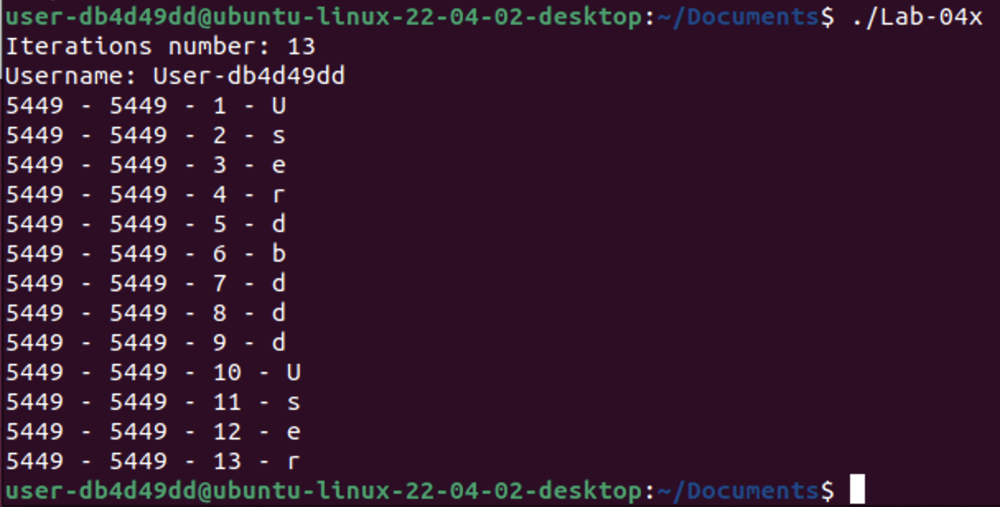 user-db4d49dd@ubuntu-linux-22-04-02-desktop:~/Documents$ ./Lab-04x
Iterations number: 13
Username: User-db4d49dd
5449 - 5449 - 1 - U
5449 - 5449 - 2 - s
5449 - 5449 - 3 - e
5449 - 5449 - 4 - r
5449 - 5449 - 5 - d
5449 - 5449 - 6 - b
5449 - 5449 - 7 - d
5449 - 5449 - 8 - d
5449 - 5449 - 9 - d
5449 - 5449 - 10 - U
5449 - 5449 - 11 - s
5449 - 5449 - 12 - e
5449 - 5449 - 13 - r
user-db4d49dd@ubuntu-linux-22-04-02-desktop:~/Documents$